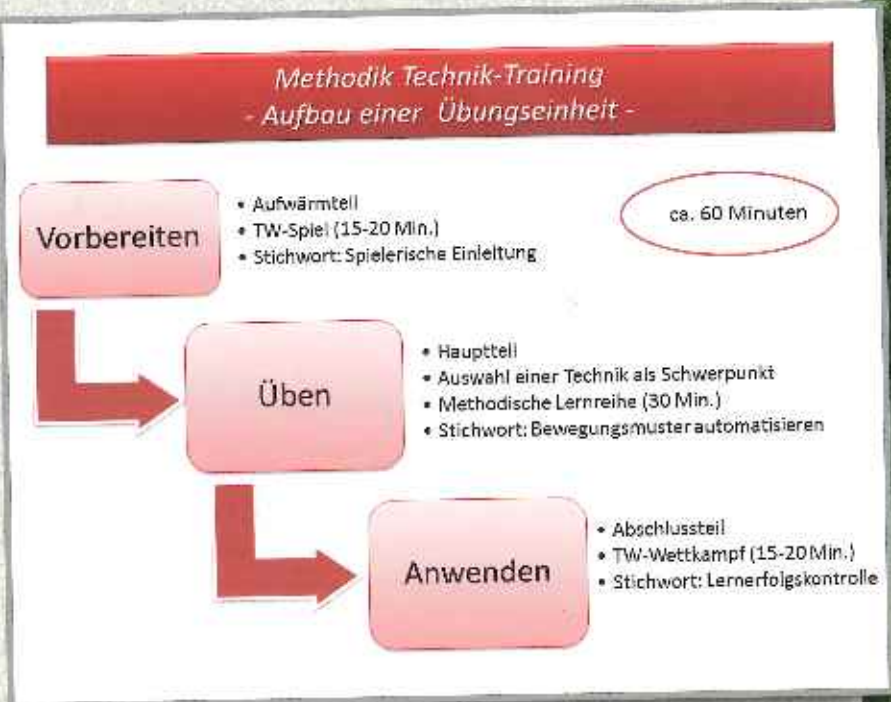 Methodik Technik-Training
- Aufbau einer Übungseinheit -
Vorbereiten
• Aufwärmteil
• TW-Spiel (15-20 Min.)
• Stichwort: Spielerische Einleitung
ca. 60 Minuten
Üben
• Hauptteil
• Auswahl einer Technik als Schwerpunkt
• Methodische Lernreihe (30 Min.)
• Stichwort: Bewegungsmuster automatisieren
Anwenden
• Abschlussteil
• TW-Wettkampf (15-20 Min.)
• Stichwort: Lernerfolgskontrolle